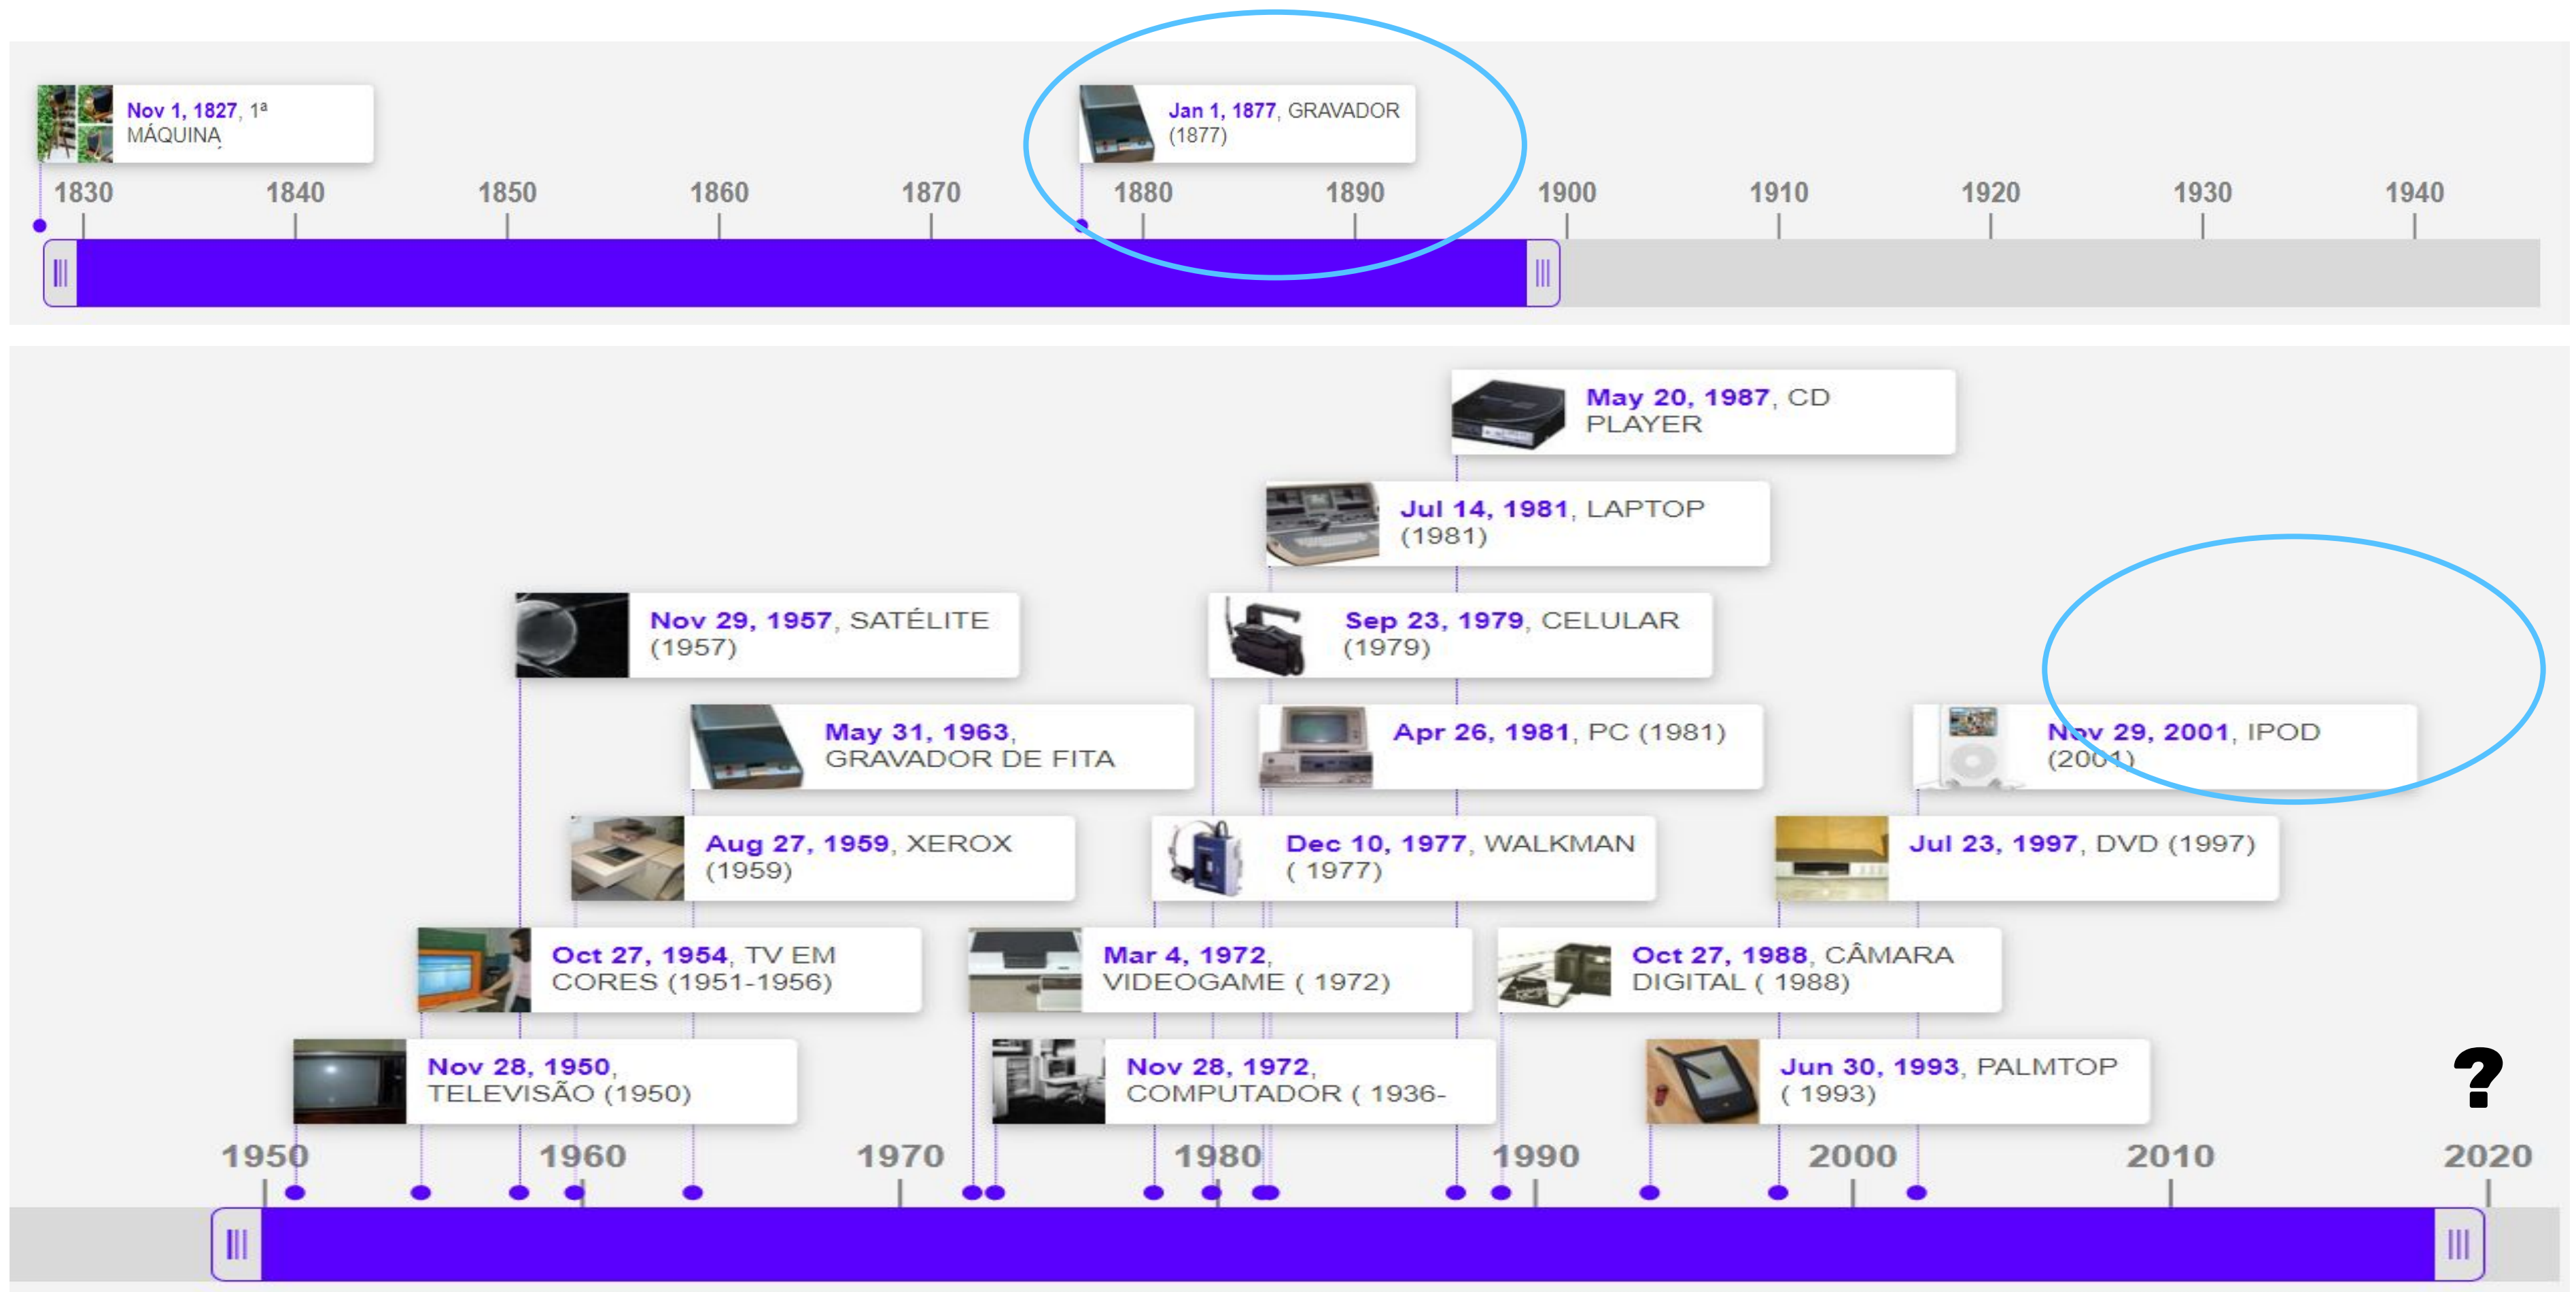 Nov 1, 1827, 1ª
MÁQUINA
Jan 1, 1877, GRAVADOR
(1877)
1830 1840 1850 1860 1870 1880 1890 1900 1910 1920 1930 1940
May 20, 1987, CD
PLAYER
Jul 14, 1981, LAPTOP
(1981)
Nov 29, 1957, SATÉLITE
(1957)
Sep 23, 1979, CELULAR
(1979)
May 31, 1963,
GRAVADOR DE FITA
Apr 26, 1981, PC (1981)
Nov 29, 2001, IPOD
(2001)
Aug 27, 1959, XEROX
(1959)
Dec 10, 1977, WALKMAN
( 1977)
Jul 23, 1997, DVD (1997)
Oct 27, 1954, TV EM
CORES (1951-1956)
Mar 4, 1972,
VIDEOGAME ( 1972)
Oct 27, 1988, CÂMARA
DIGITAL ( 1988)
Nov 28, 1950,
TELEVISÃO (1950)
Nov 28, 1972,
COMPUTADOR ( 1936-
Jun 30, 1993, PALMTOP
( 1993)
?
1950 1960 1970 1980 1990 2000 2010 2020